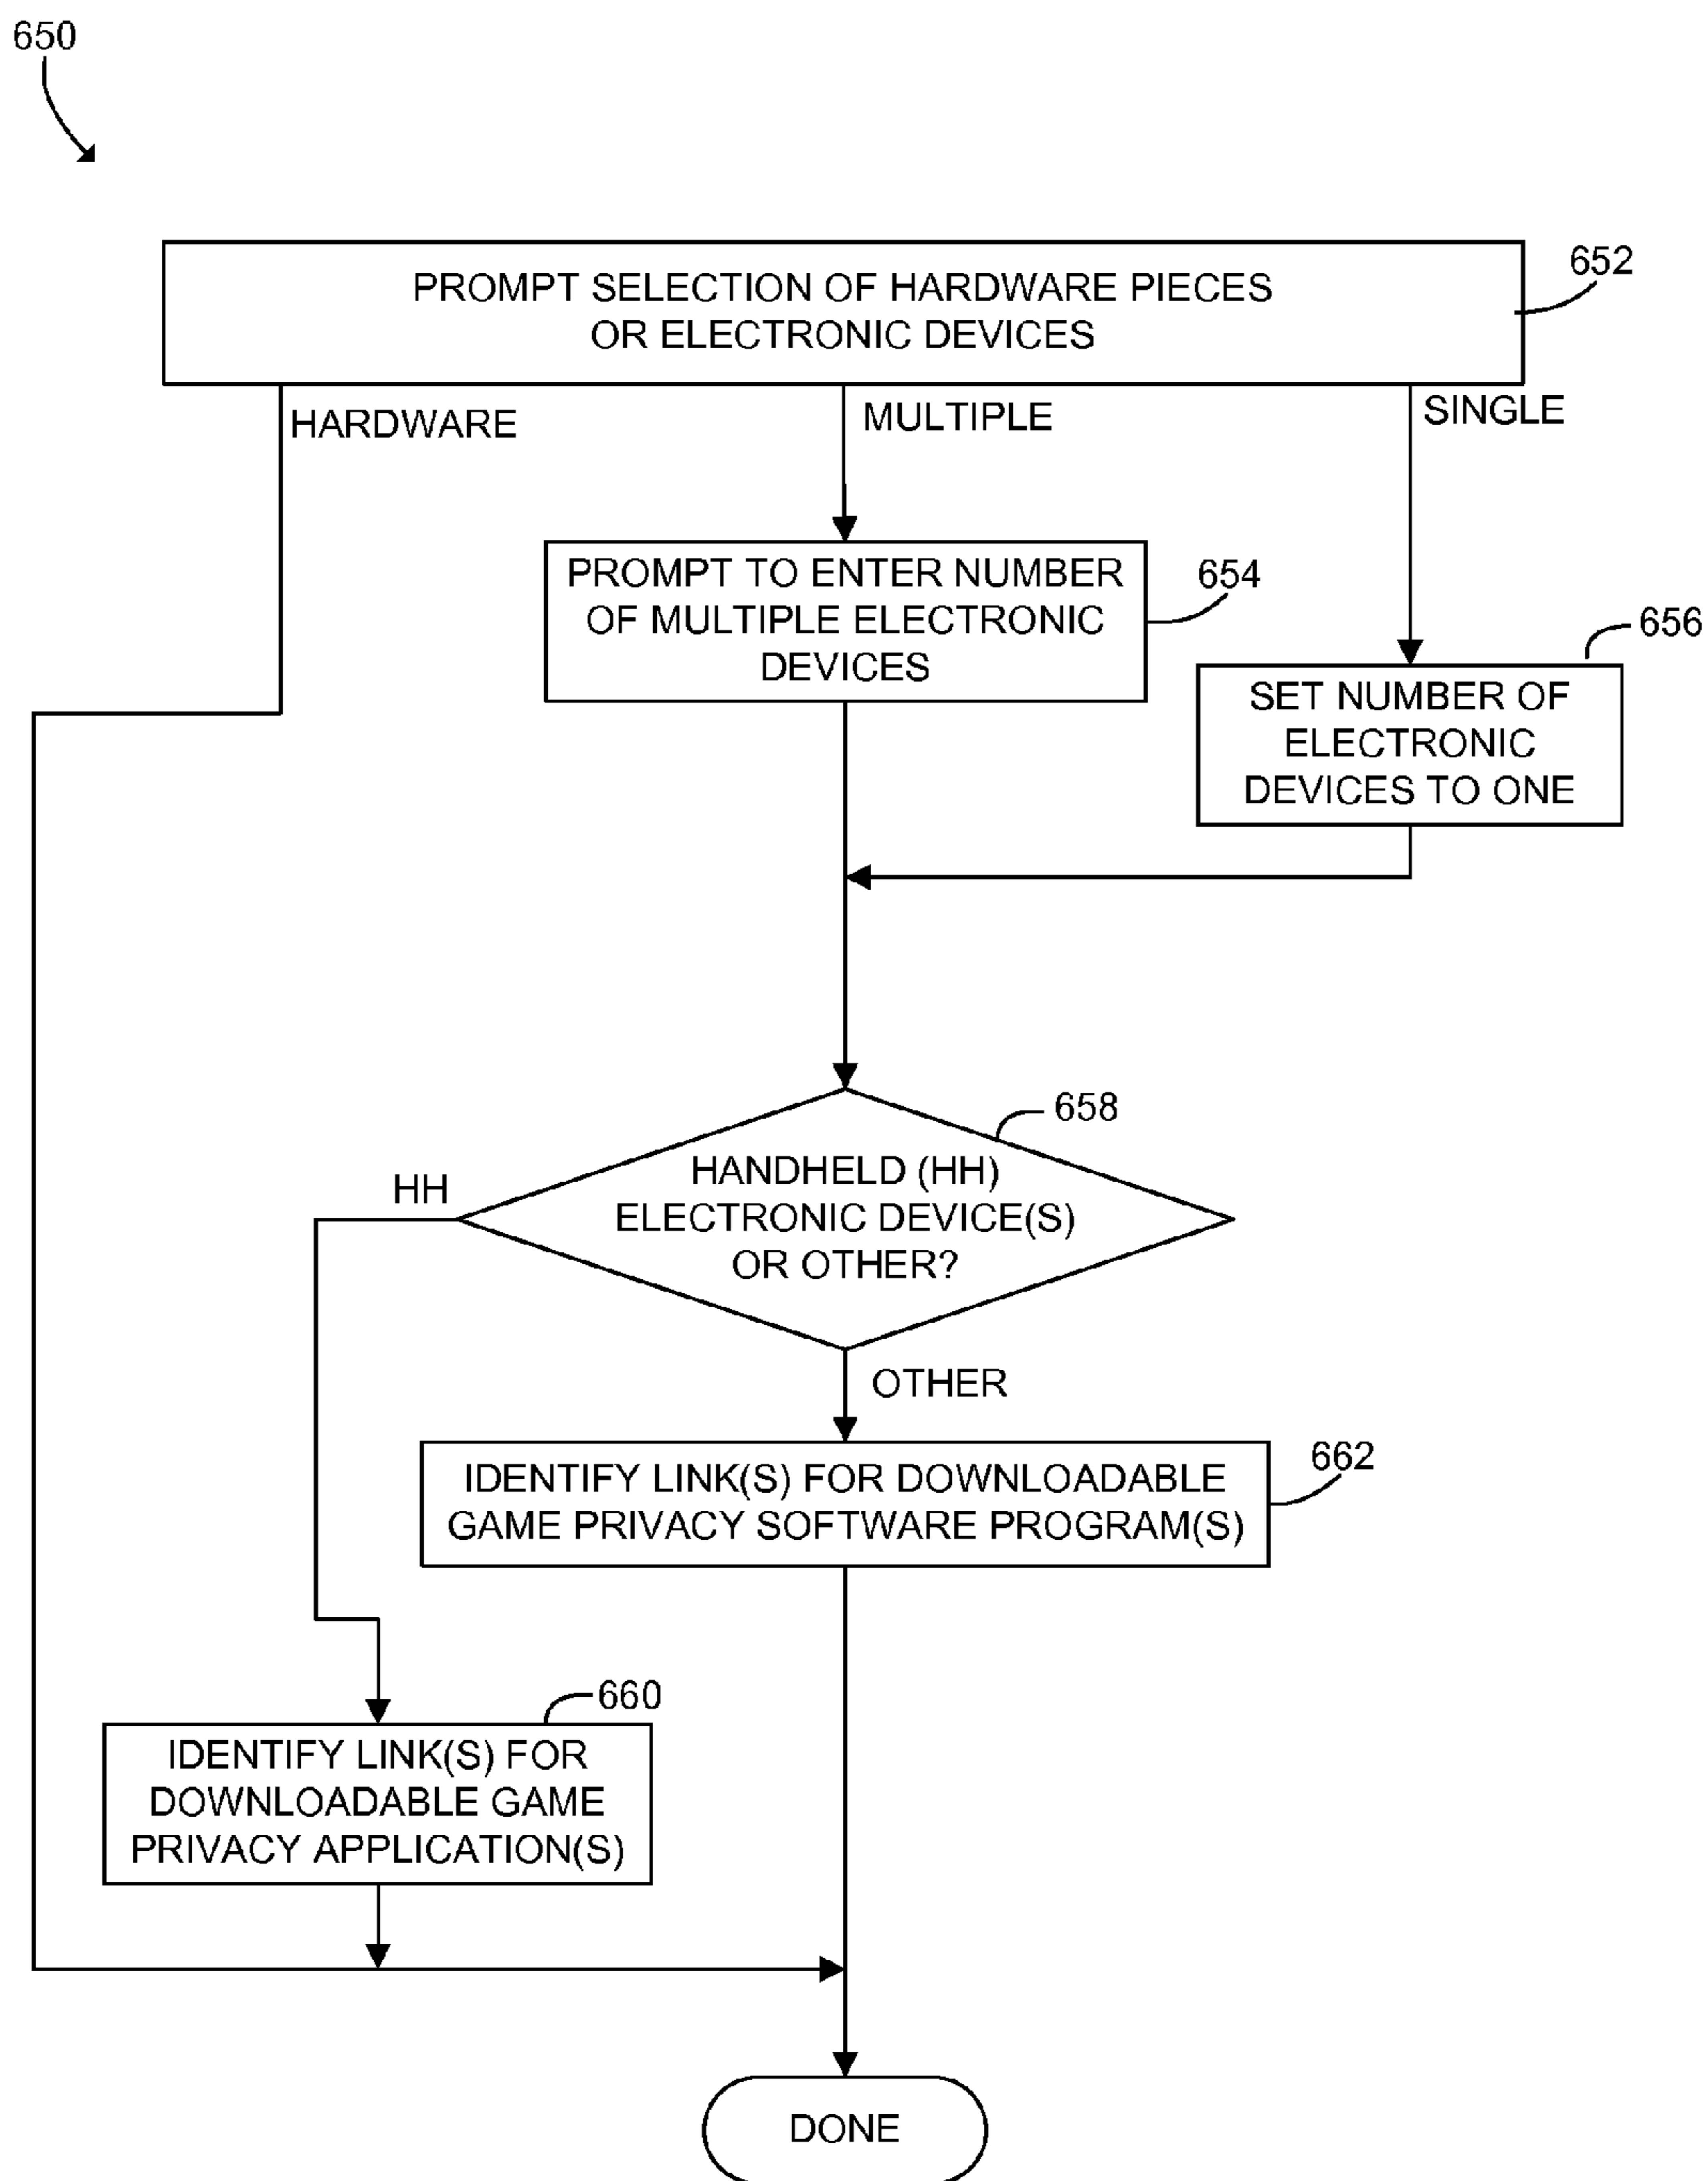 650
PROMPT SELECTION OF HARDWARE PIECES
OR ELECTRONIC DEVICES
652
HARDWARE
MULTIPLE
SINGLE
PROMPT TO ENTER NUMBER
OF MULTIPLE ELECTRONIC
DEVICES
654
656
SET NUMBER OF
ELECTRONIC
DEVICES TO ONE
658
HH
HANDHELD (HH)
ELECTRONIC DEVICE(S)
OR OTHER?
OTHER
662
IDENTIFY LINK(S) FOR DOWNLOADABLE
GAME PRIVACY SOFTWARE PROGRAM(S)
660
IDENTIFY LINK(S) FOR
DOWNLOADABLE GAME
PRIVACY APPLICATION(S)
DONE